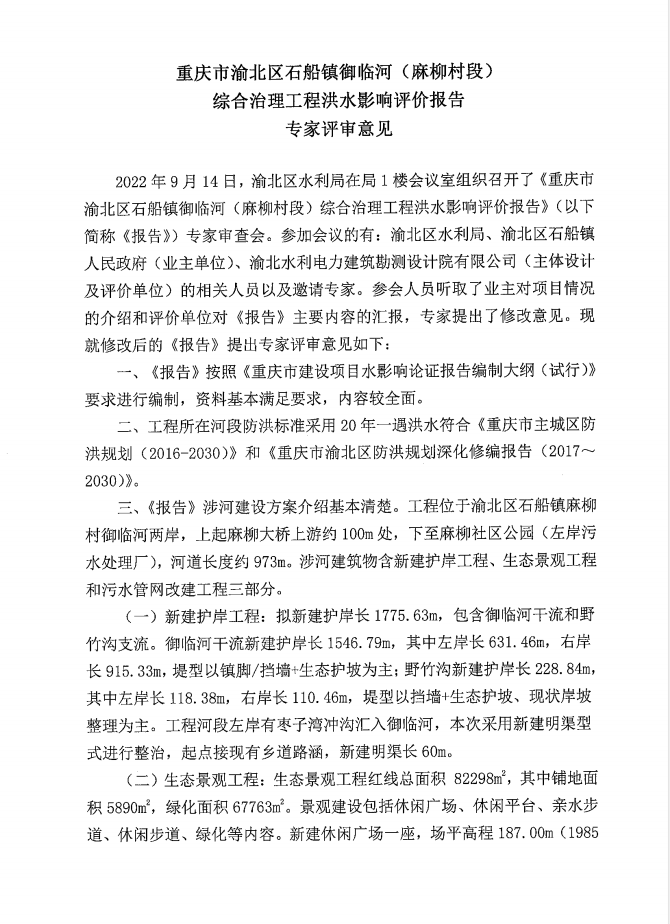 重庆市渝北区石船镇御临河（麻柳村段）
综合治理工程洪水影响评价报告
专家评审意见
2022 年 9 月 14 日，渝北区水利局在局 1 楼会议室组织召开了《重庆市
渝北区石船镇御临河（麻柳村段）综合治理工程洪水影响评价报告》（以下
简称《报告》）专家审查会。参加会议的有：渝北区水利局、渝北区石船镇
人民政府（业主单位）、渝北水利电力建筑勘测设计院有限公司（主体设计
及评价单位）的相关人员以及邀请专家。参会人员听取了业主对项目情况
的介绍和评价单位对《报告》主要内容的汇报，专家提出了修改意见。现
就修改后的《报告》提出专家评审意见如下：
一、《报告》按照《重庆市建设项目水影响论证报告编制大纲（试行）》
要求进行编制，资料基本满足要求，内容较全面。
二、工程所在河段防洪标准采用 20 年一遇洪水符合《重庆市主城区防
洪规划（2016-2030）》和《重庆市渝北区防洪规划深化修编报告（2017～
2030）》。
三、《报告》涉河建设方案介绍基本清楚。工程位于渝北区石船镇麻柳
村御临河两岸，上起麻柳大桥上游约 100m 处，下至麻柳社区公园（左岸污
水处理厂），河道长度约 973m。涉河建筑物含新建护岸工程、生态景观工程
和污水管网改建工程三部分。
（一）新建护岸工程：拟新建护岸长 1775.63m，包含御临河干流和野
竹沟支流。御临河干流新建护岸长 1546.79m，其中左岸长 631.46m，右岸
长 915.33m，堤型以镇脚/挡墙+生态护坡为主；野竹沟新建护岸长 228.84m，
其中左岸长 118.38m，右岸长 110.46m，堤型以挡墙+生态护坡、现状岸坡
整理为主。工程河段左岸有枣子湾冲沟汇入御临河，本次采用新建明渠型
式进行整治，起点接现有乡道路涵，新建明渠长 60m。
（二）生态景观工程：生态景观工程红线总面积 82298㎡，其中铺地面
积 5890㎡，绿化面积 67763㎡。景观建设包括休闲广场、休闲平台、亲水步
道、休闲步道、绿化等内容。新建休闲广场一座，场平高程 187.00m（1985